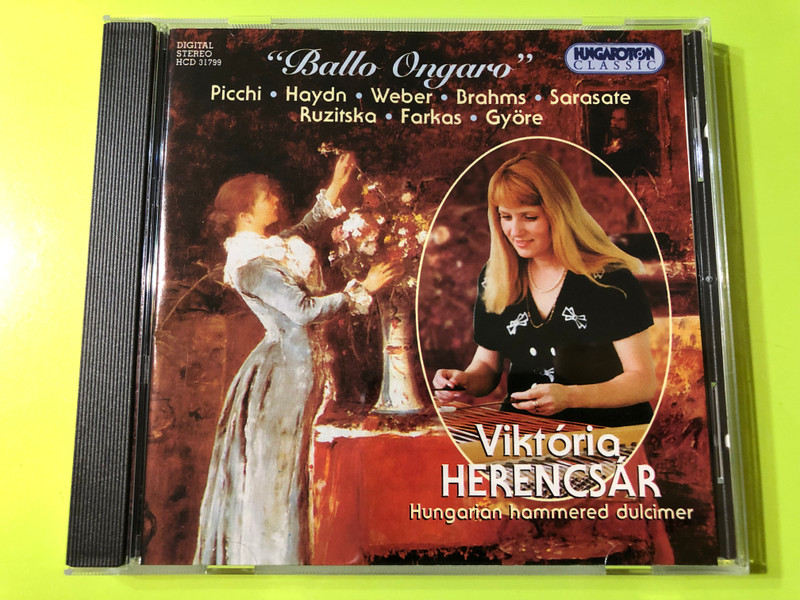 DIGITAL
STEREO
HCD 31799
"Ballo Ongaro"
HUNGAROTON
CLASSIC
Picchi • Haydn • Weber • Brahms • Sarasate
Ruzitska • Farkas • Györe
Viktória
HERENCSÁR
Hungarian hammered dulcimer